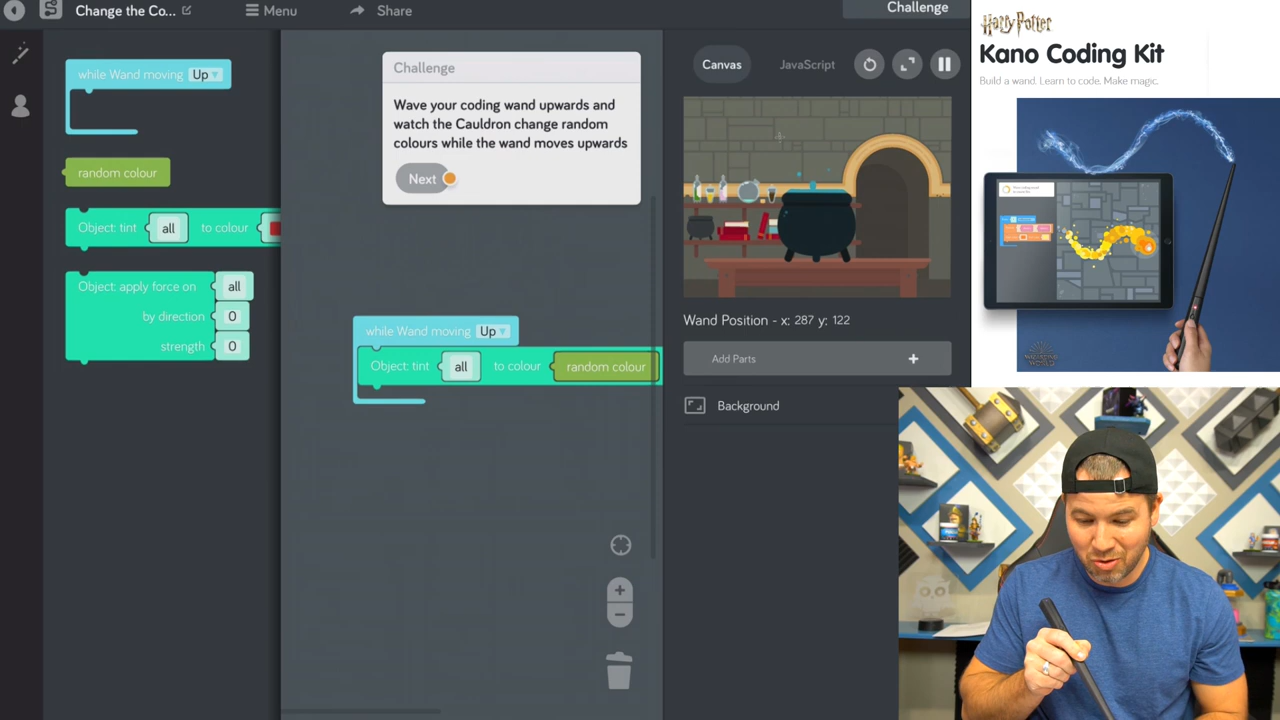 Change the Co...
Menu
Share
Challenge
while Wand moving Up
random colour
Object: tint all to colour
Object: apply force on all
by direction 0
strength 0
Challenge
Wave your coding wand upwards and
watch the Cauldron change random
colours while the wand moves upwards
Next
while Wand moving Up
Object: tint all to colour random colour
Canvas
JavaScript
Wand Position - x: 287 y: 122
Add Parts
Background
Harry Potter
Kano Coding Kit
Build a wand. Learn to code. Make magic.